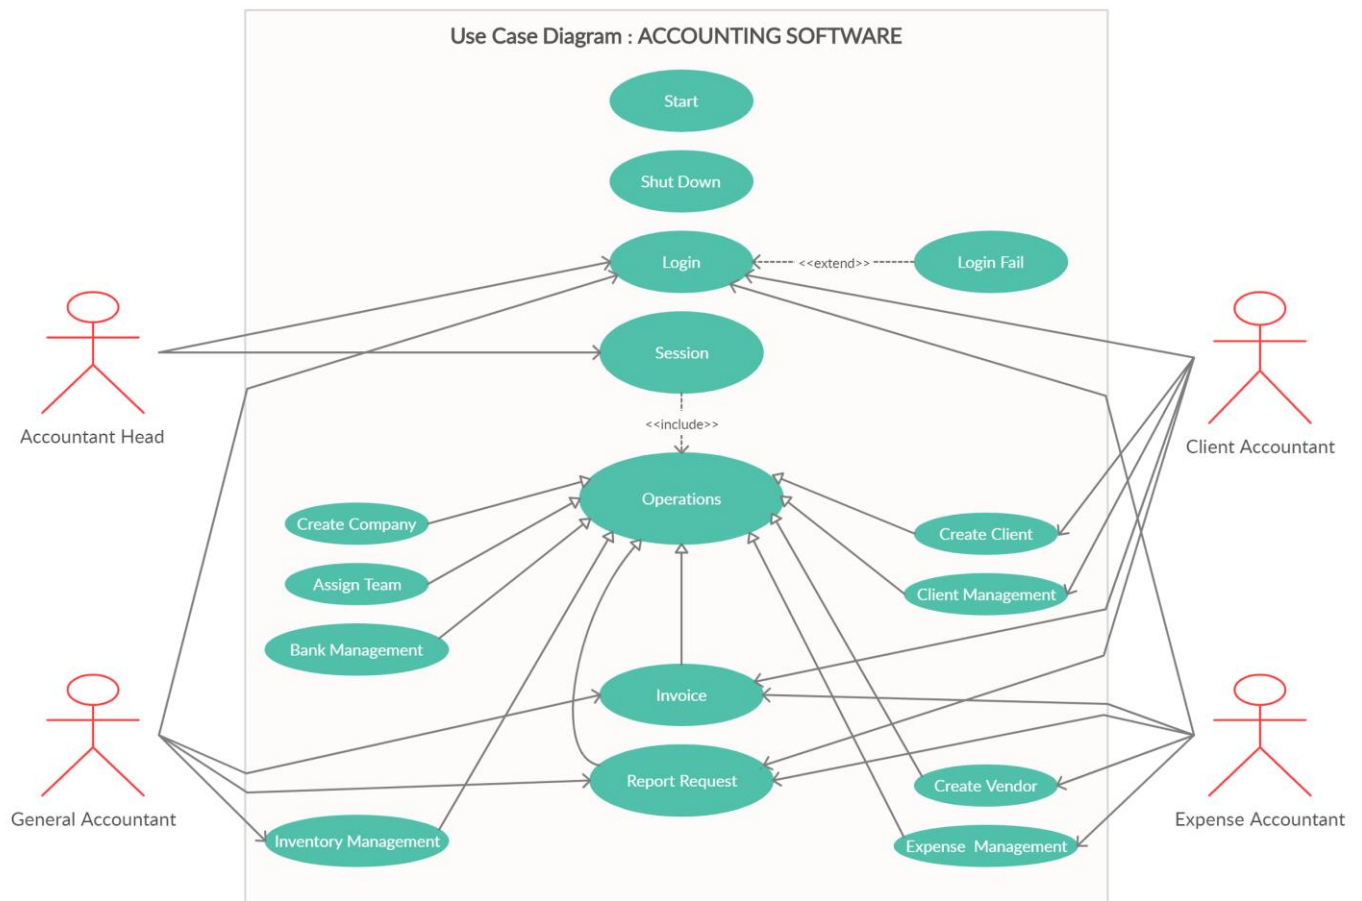 Use Case Diagram : ACCOUNTING SOFTWARE
Start
Shut Down
Login
<<extend>>
Login Fail
Session
Accountant Head
<<include>>
Client Accountant
Operations
Create Company
Create Client
Assign Team
Client Management
Bank Management
Invoice
Report Request
Create Vendor
General Accountant
Expense Accountant
Inventory Management
Expense Management